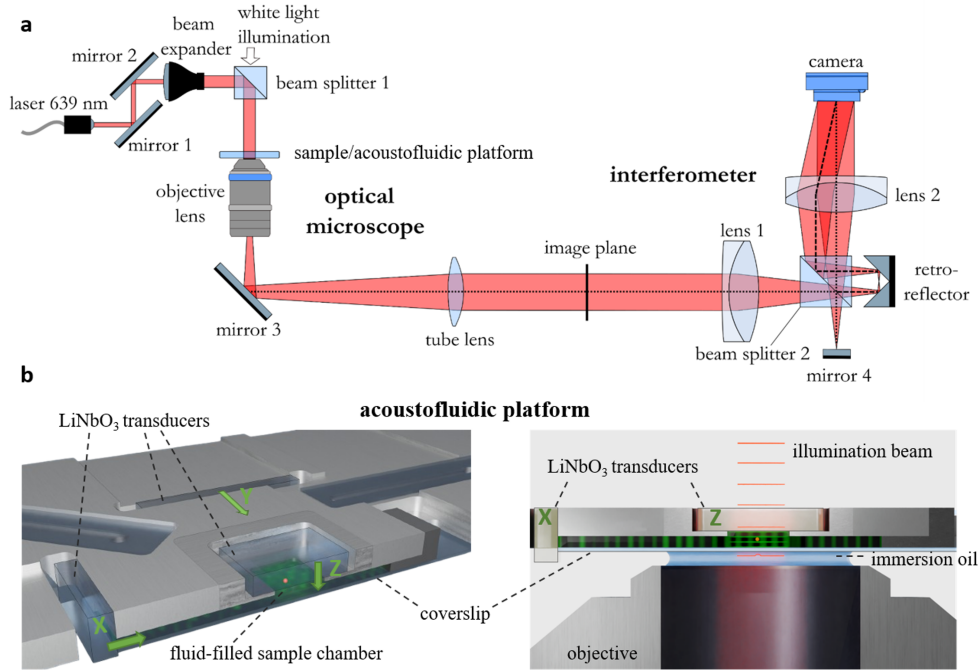 a
white light
illumination
beam
expander
mirror 2
beam splitter 1
laser 639 nm
mirror 1
sample/acoustofluidic platform
objective
lens
optical
microscope
mirror 3
tube lens
image plane
interferometer
lens 1
camera
lens 2
retro-
reflector
beam splitter 2
mirror 4
b
acoustofluidic platform
LiNbO3 transducers
Y
Z
X
coverslip
fluid-filled sample chamber
illumination beam
LiNbO3 transducers
X
Z
immersion oil
objective